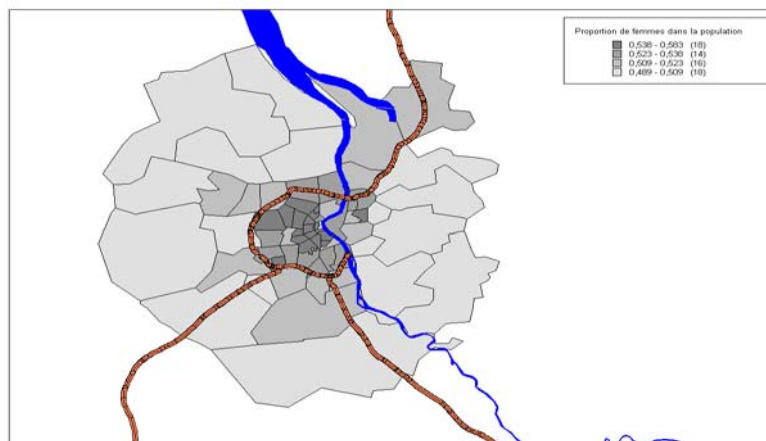 Proportion de femmes dans la population
0,538 - 0,583 (18)
0,523 - 0,538 (14)
0,509 - 0,523 (16)
0,489 - 0,509 (18)